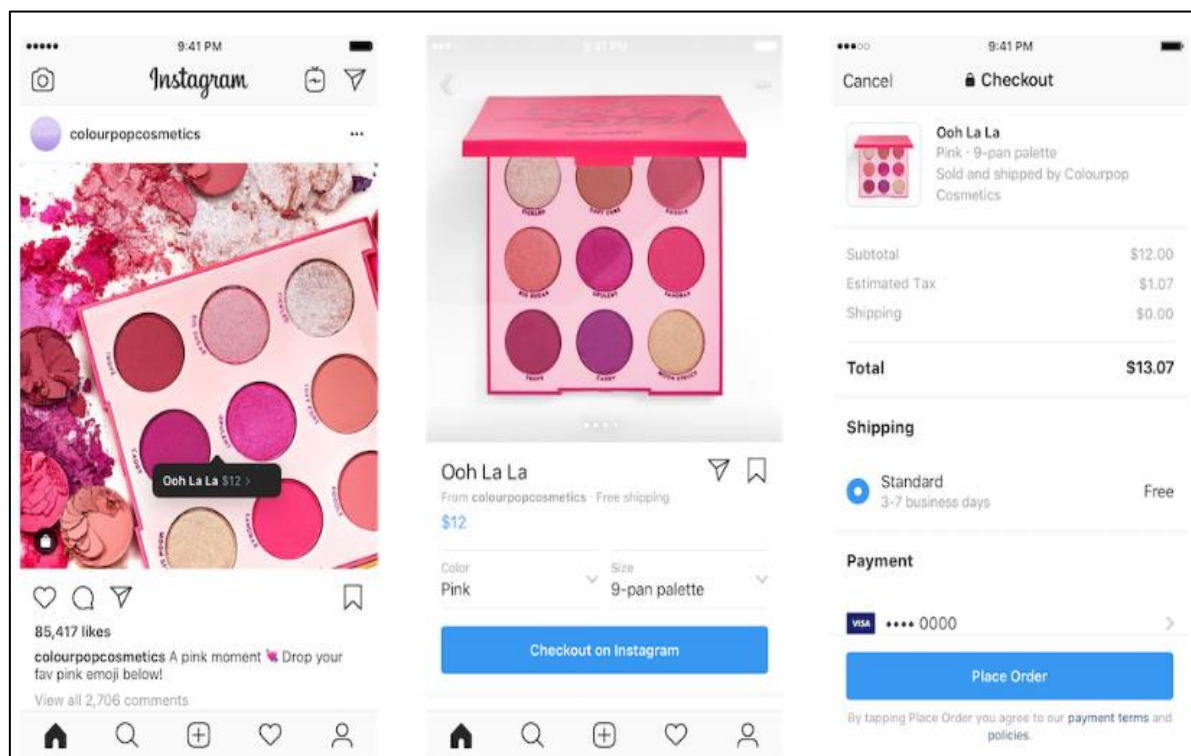 9:41 PM
Instagram
colourpopcosmetics
Ooh La La $12 >
85,417 likes
colourpopcosmetics A pink moment 💘 Drop your
fav pink emoji below!
View all 2,706 comments
9:41 PM
Ooh La La
From colourpopcosmetics · Free shipping
$12
Color
Pink
Size
9-pan palette
Checkout on Instagram
9:41 PM
Cancel
Checkout
Ooh La La
Pink · 9-pan palette
Sold and shipped by Colourpop
Cosmetics
Subtotal $12.00
Estimated Tax $1.07
Shipping $0.00
Total $13.07
Shipping
Standard
3-7 business days
Free
Payment
VISA •••• 0000
Place Order
By tapping Place Order you agree to our payment terms and
policies.